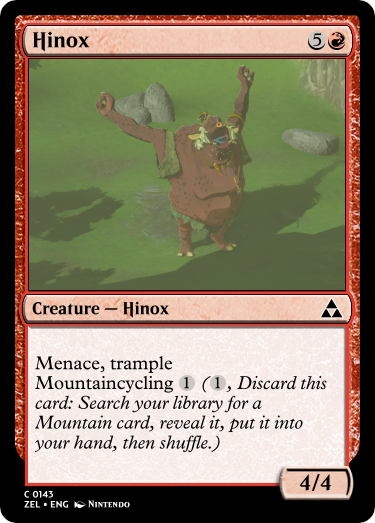 Hinox 5
Creature — Hinox
Menace, trample
Mountaincycling 1 (1, Discard this
card: Search your library for a
Mountain card, reveal it, put it into
your hand, then shuffle.)
4/4
C 0143
ZEL • ENG Nintendo